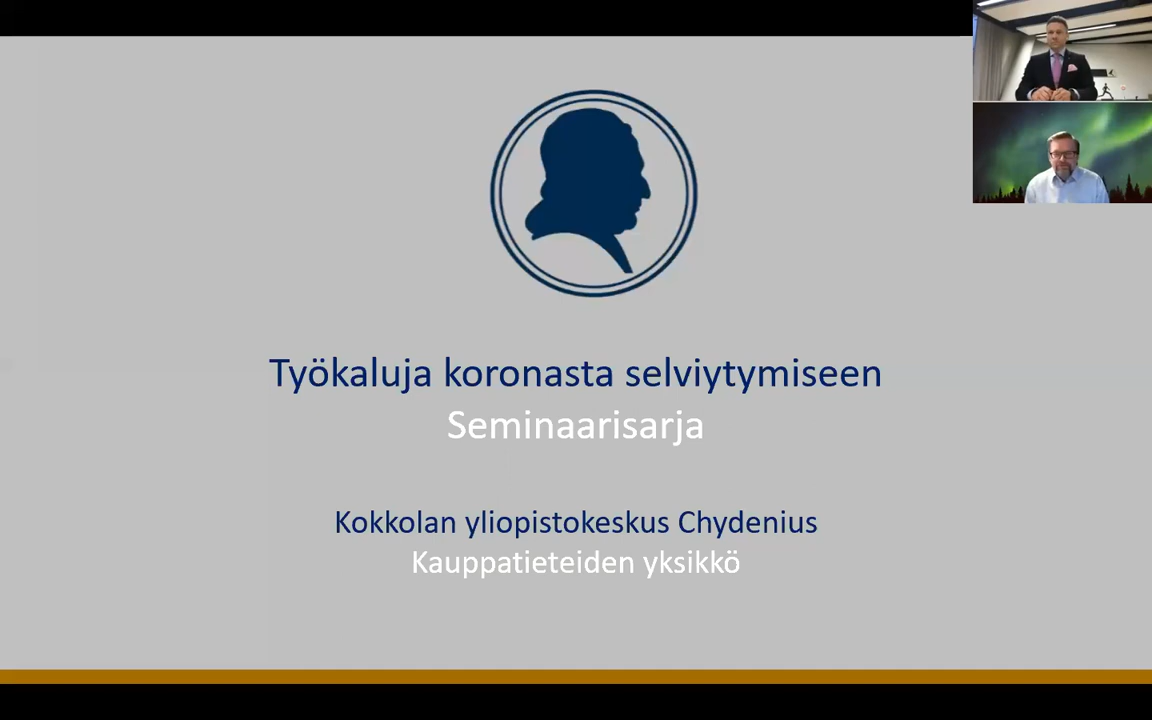 Työkaluja koronasta selviytymiseen
Seminaarisarja
Kokkolan yliopistokeskus Chydenius
Kauppatieteiden yksikkö